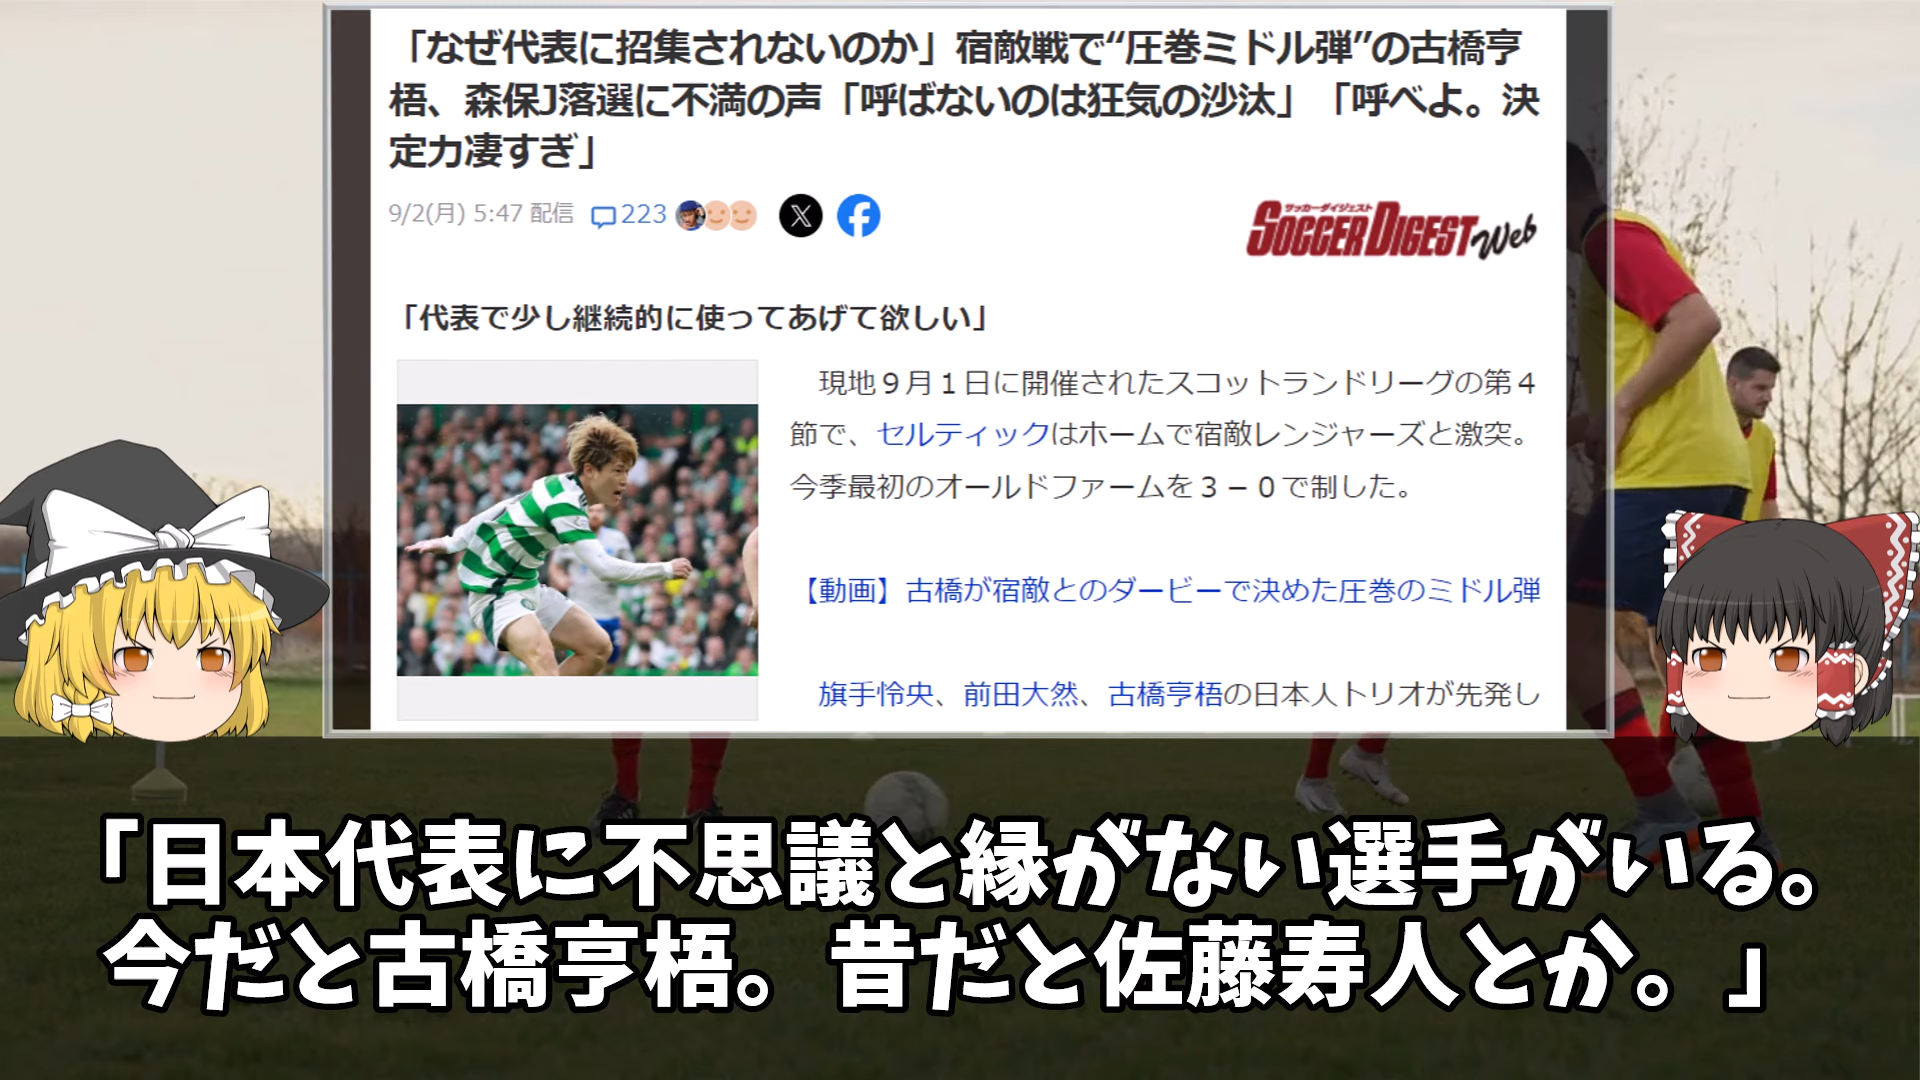 「なぜ代表に招集されないのか」宿敵戦で“圧巻ミドル弾”の古橋亨
梧、森保J落選に不満の声「呼ばないのは狂気の沙汰」「呼べよ。決
定力凄すぎ」
9/2(月) 5:47 配信 223
サッカーダイジェスト
SOCCER DIGEST Web
「代表で少し継続的に使ってあげて欲しい」
現地９月１日に開催されたスコットランドリーグの第４
節で、セルティックはホームで宿敵レンジャーズと激突。
今季最初のオールドファームを３－０で制した。
【動画】古橋が宿敵とのダービーで決めた圧巻のミドル弾
旗手怜央、前田大然、古橋亨梧の日本人トリオが先発し
「日本代表に不思議と縁がない選手がいる。
今だと古橋亨梧。昔だと佐藤寿人とか。」